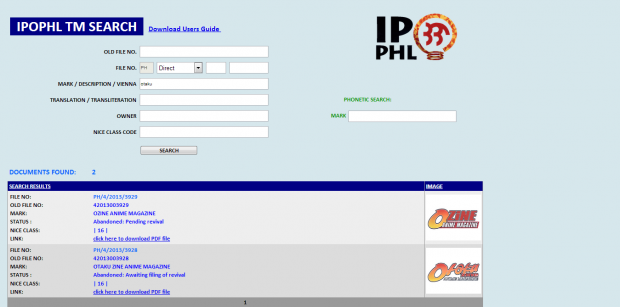 IPOPHL TM SEARCH Download Users Guide
IPO
PHL
OLD FILE NO.
FILE NO. PH Direct
MARK / DESCRIPTION / VIENNA otaku
TRANSLATION / TRANSLITERATION PHONETIC SEARCH:
OWNER MARK
NICE CLASS CODE
SEARCH
DOCUMENTS FOUND: 2
SEARCH RESULTS IMAGE
FILE NO: PH/4/2013/3929
OLD FILE NO: 42013003929
MARK: OZINE ANIME MAGAZINE
STATUS : Abandoned: Pending revival
NICE CLASS: | 16 |
LINK: click here to download PDF file
OZINE
FILE NO: PH/4/2013/3928
OLD FILE NO: 42013003928
MARK: OTAKU ZINE ANIME MAGAZINE
STATUS : Abandoned: Awaiting filing of revival
NICE CLASS: | 16 |
LINK: click here to download PDF file
Otaku
1